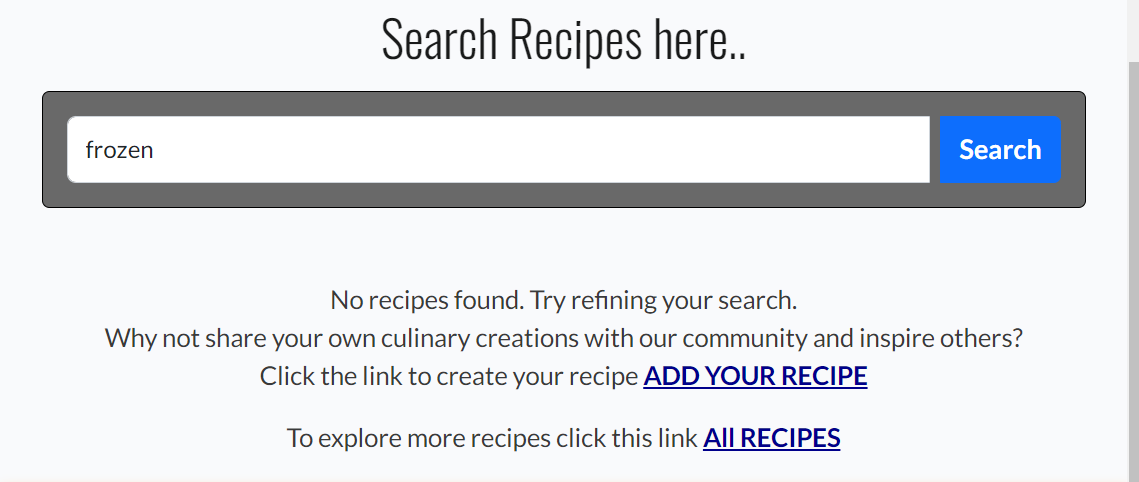 Search Recipes here..
frozen
Search
No recipes found. Try refining your search.
Why not share your own culinary creations with our community and inspire others?
Click the link to create your recipe ADD YOUR RECIPE
To explore more recipes click this link All RECIPES